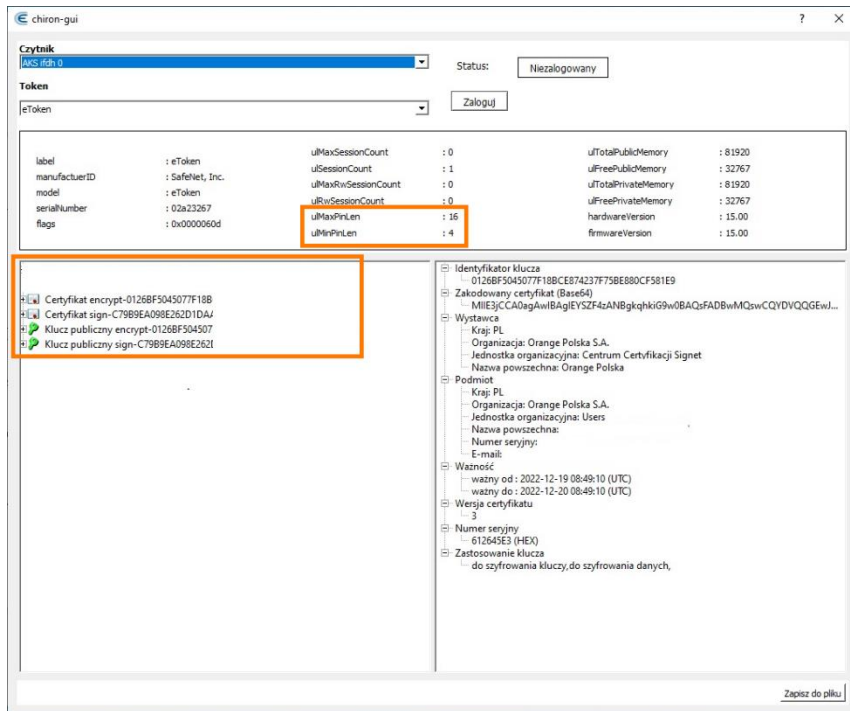 chiron-gui
Czytnik
AKS ifdh 0
Status: Niezalogowany
Token
eToken
Zaloguj
label : eToken
manufactuerID : SafeNet, Inc.
model : eToken
serialNumber : 02a23267
flags : 0x0000060d
ulMaxSessionCount : 0
ulSessionCount : 1
ulMaxRwSessionCount : 0
ulRwSessionCount : 0
ulMaxPinLen : 16
ulMinPinLen : 4
ulTotalPublicMemory : 81920
ulFreePublicMemory : 32767
ulTotalPrivateMemory : 81920
ulFreePrivateMemory : 32767
hardwareVersion : 15.00
firmwareVersion : 15.00
Certyfikat encrypt-0126BF5045077F18B
Certyfikat sign-C79B9EA098E262D1DA
Klucz publiczny encrypt-0126BF504507
Klucz publiczny sign-C79B9EA098E262
Identyfikator klucza
0126BF5045077F18BCE874237F75BE880CF581E9
Zakodowany certyfikat (Base64)
MIIE3jCCA0agAwIBAgIEYSZF4zANBgkqhkiG9w0BAQsFADBwMQswCQYDVQQGEwJ...
Wystawca
Kraj: PL
Organizacja: Orange Polska S.A.
Jednostka organizacyjna: Centrum Certyfikacji Signet
Nazwa powszechna: Orange Polska
Podmiot
Kraj: PL
Organizacja: Orange Polska S.A.
Jednostka organizacyjna: Users
Nazwa powszechna:
Numer seryjny:
E-mail:
Ważność
ważny od : 2022-12-19 08:49:10 (UTC)
ważny do : 2022-12-20 08:49:10 (UTC)
Wersja certyfikatu
3
Numer seryjny
612645E3 (HEX)
Zastosowanie klucza
do szyfrowania kluczy,do szyfrowania danych,
Zapisz do pliku